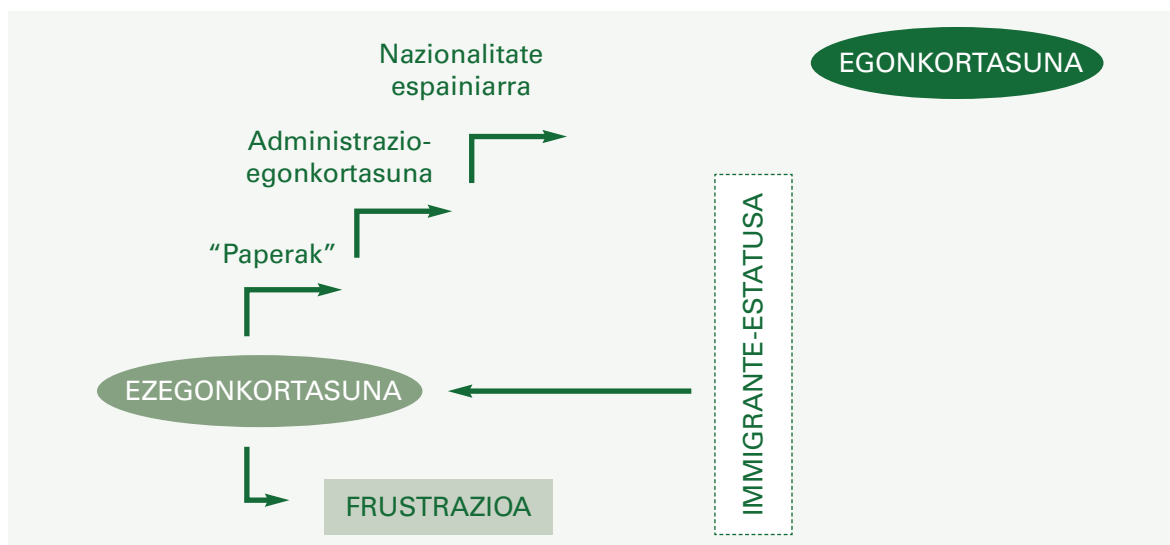 Nazionalitate
espainiarra
EGONKORTASUNA
Administrazio-
egonkortasuna
“Paperak”
IMMIGRANTE-ESTATUSA
EZEGONKORTASUNA
FRUSTRAZIOA